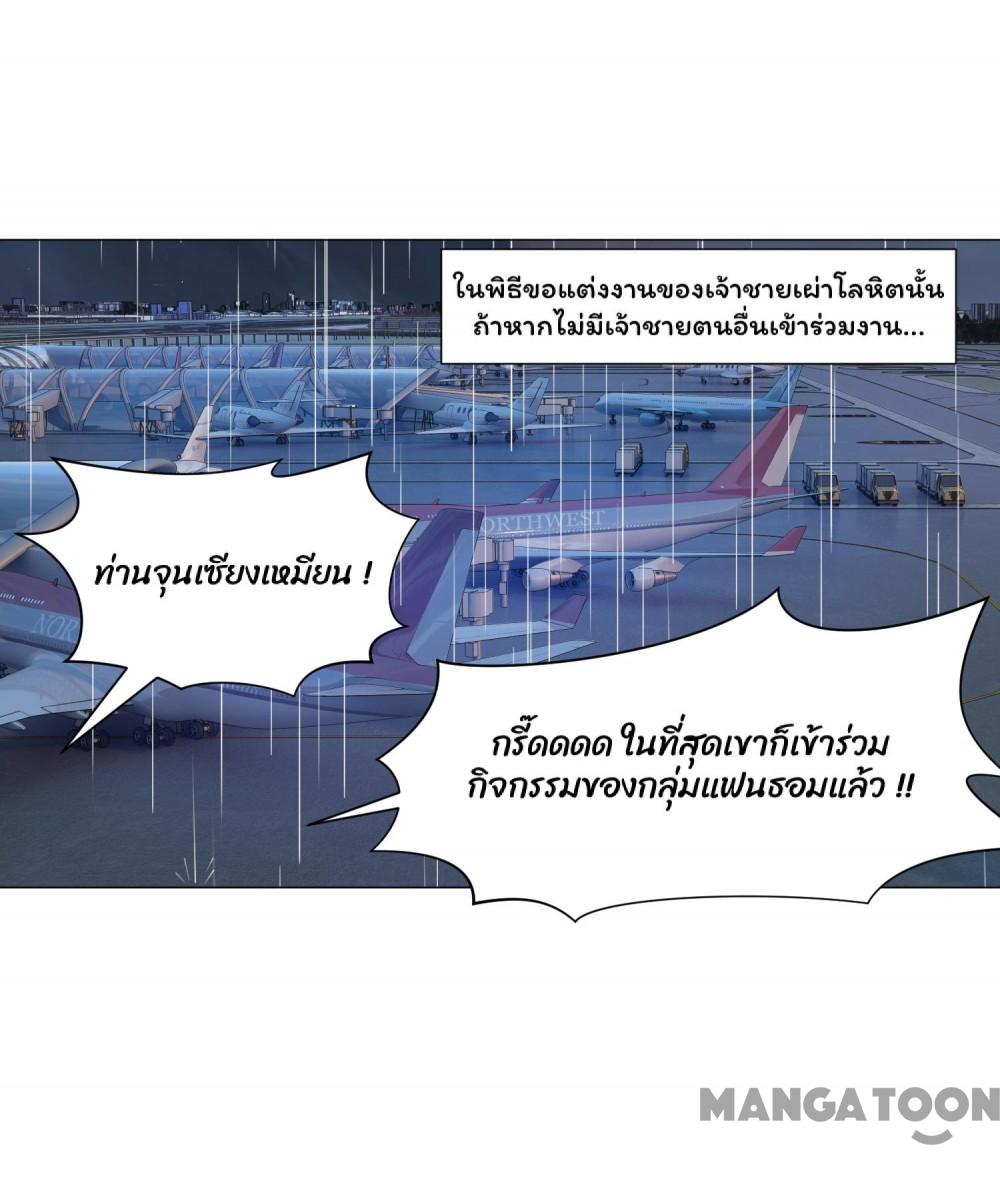 ในพิธีขอแต่งงานของเจ้าชายเผ่าโลหิตนั้น
ถ้าหากไม่มีเจ้าชายตนอื่นเข้าร่วมงาน...
NORTHWEST
ท่านจุนเซียงเหมียน !
NOR
กรี๊ดดดด ในที่สุดเขาก็เข้าร่วม
กิจกรรมของกลุ่มแฟนธอมแล้ว !!
MANGATOON